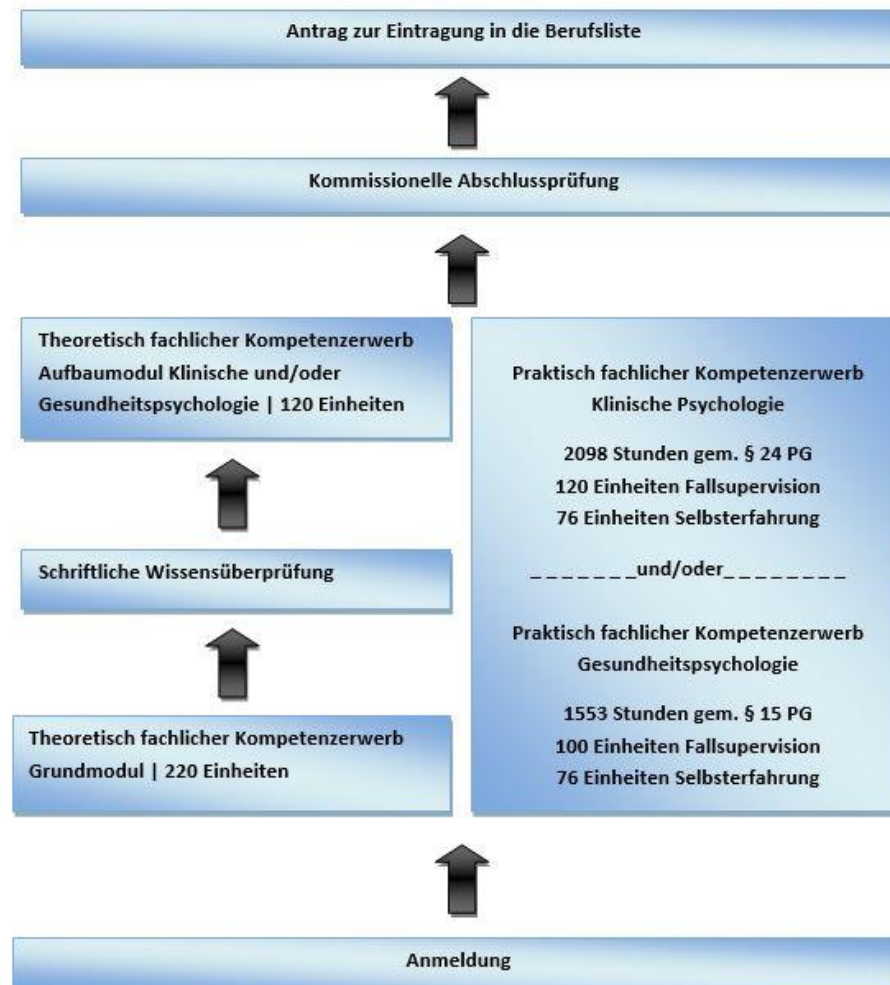 Antrag zur Eintragung in die Berufsliste
Kommissionelle Abschlussprüfung
Theoretisch fachlicher Kompetenzerwerb
Aufbaumodul Klinische und/oder
Gesundheitspsychologie | 120 Einheiten
Schriftliche Wissensüberprüfung
Theoretisch fachlicher Kompetenzerwerb
Grundmodul | 220 Einheiten
Praktisch fachlicher Kompetenzerwerb
Klinische Psychologie
2098 Stunden gem. § 24 PG
120 Einheiten Fallsupervision
76 Einheiten Selbsterfahrung
_ _ _ _ _ _ _und/oder_ _ _ _ _ _ _ _
Praktisch fachlicher Kompetenzerwerb
Gesundheitspsychologie
1553 Stunden gem. § 15 PG
100 Einheiten Fallsupervision
76 Einheiten Selbsterfahrung
Anmeldung